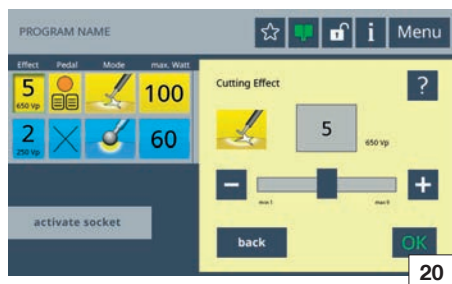 PROGRAM NAME
i Menu
Effect Pedal Mode max. Watt
5 100
650 Vp
2 60
250 Vp
activate socket
Cutting Effect
?
5 650 Vp
− +
back OK
20